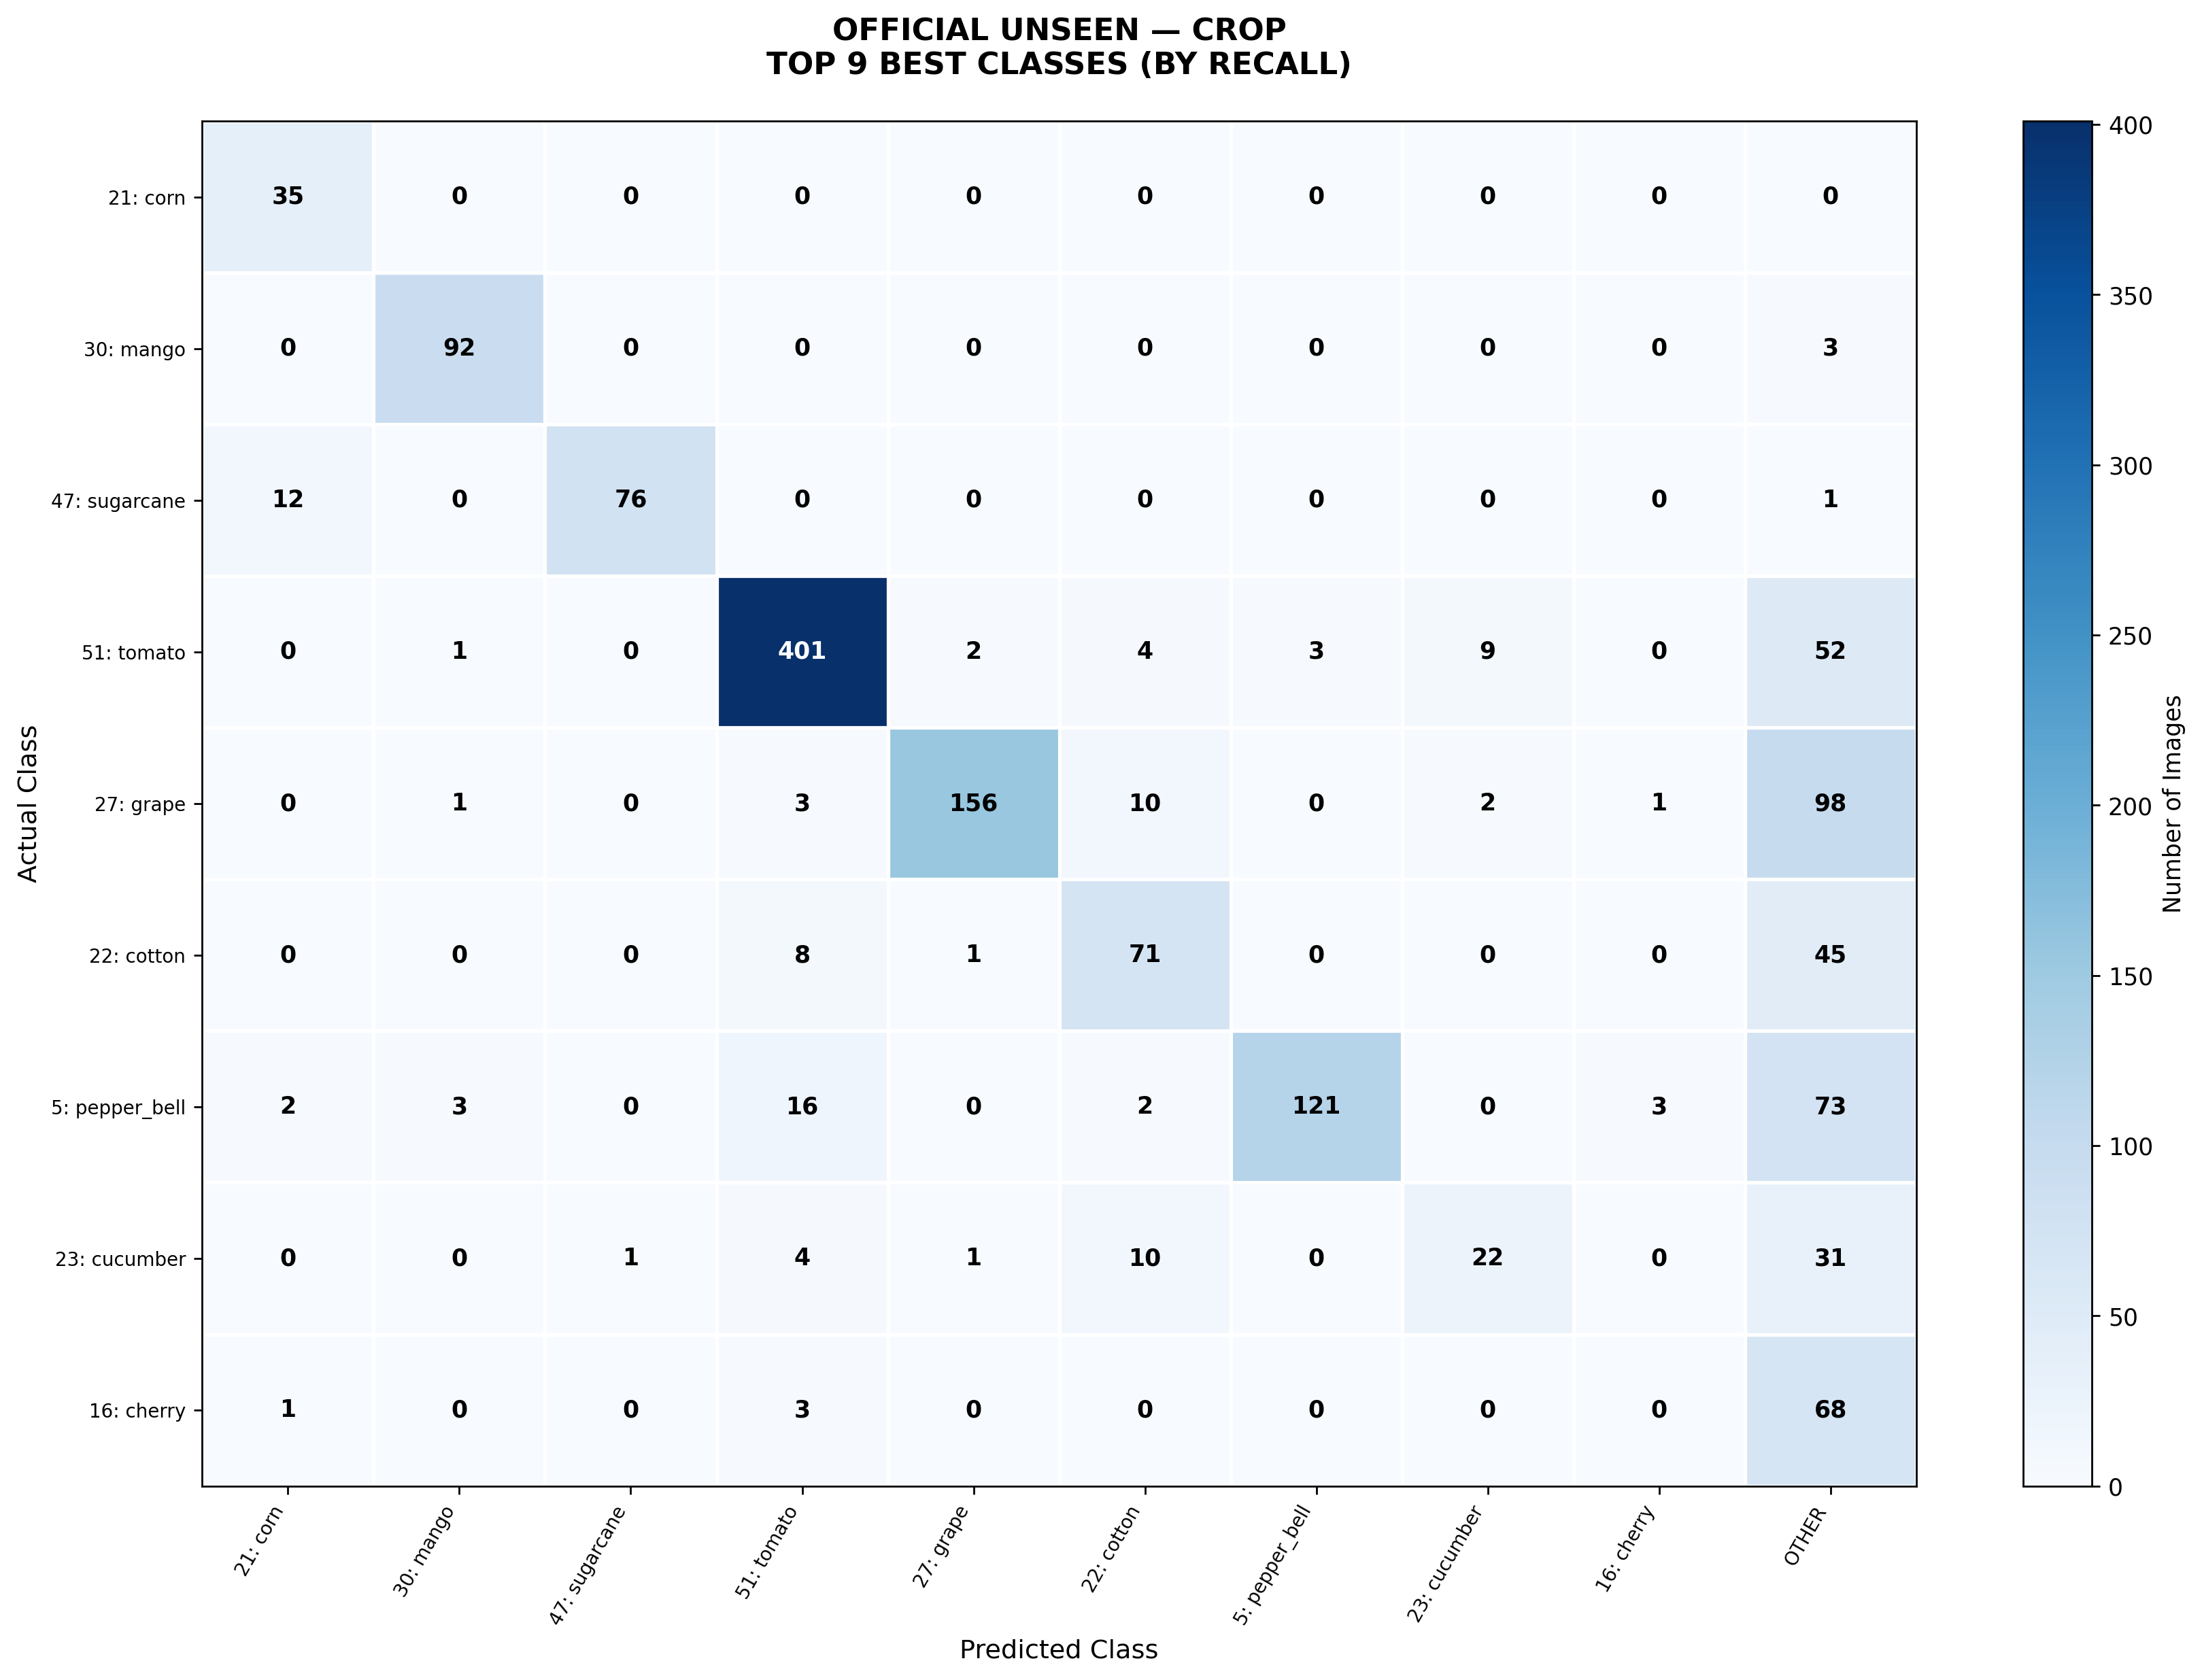 OFFICIAL UNSEEN — CROP
TOP 9 BEST CLASSES (BY RECALL)
21: corn 35 0 0 0 0 0 0 0 0 0
30: mango 0 92 0 0 0 0 0 0 0 3
47: sugarcane 12 0 76 0 0 0 0 0 0 1
51: tomato 0 1 0 401 2 4 3 9 0 52
27: grape 0 1 0 3 156 10 0 2 1 98
22: cotton 0 0 0 8 1 71 0 0 0 45
5: pepper_bell 2 3 0 16 0 2 121 0 3 73
23: cucumber 0 0 1 4 1 10 0 22 0 31
16: cherry 1 0 0 3 0 0 0 0 0 68
Actual Class
21: corn 30: mango 47: sugarcane 51: tomato 27: grape 22: cotton 5: pepper_bell 23: cucumber 16: cherry OTHER
Predicted Class
400
350
300
250
200
150
100
50
0
Number of Images